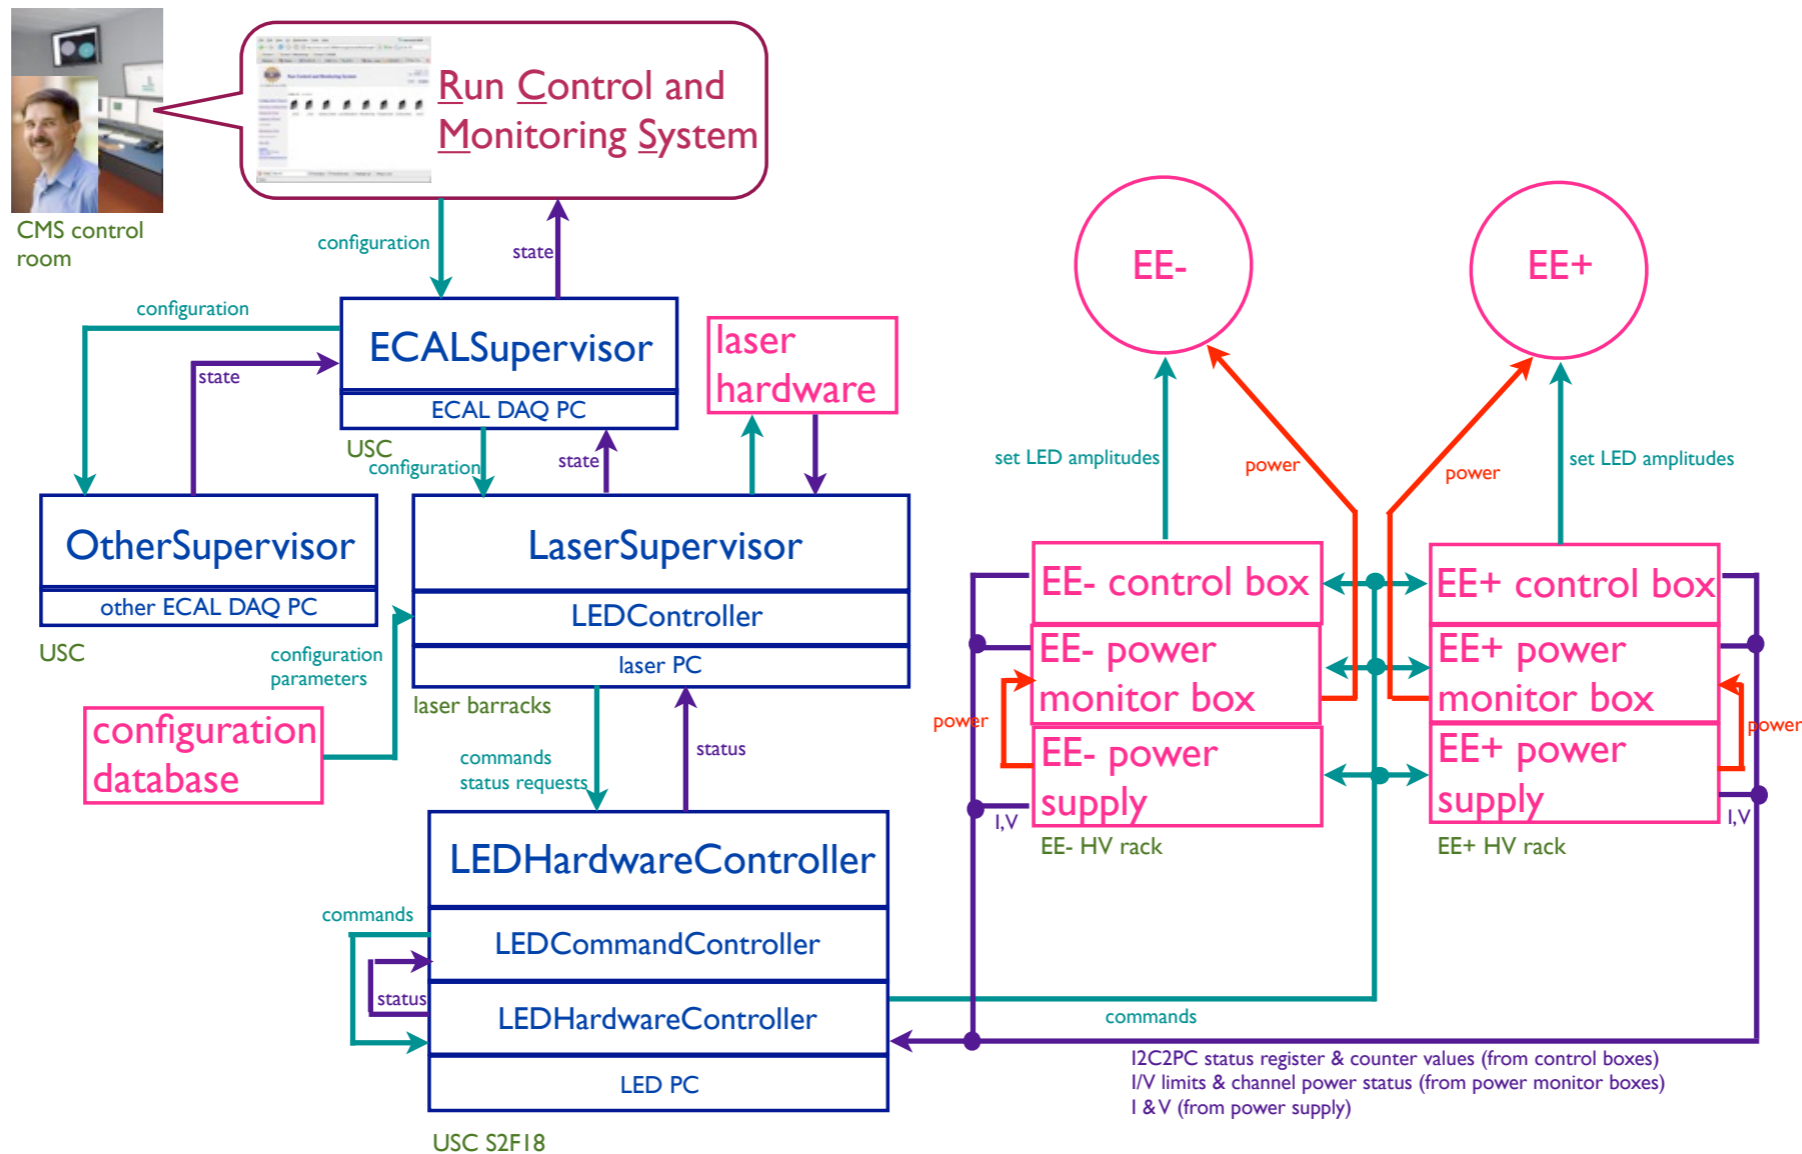 Run Control and
Monitoring System
CMS control
room
configuration
state
EE-
EE+
configuration
state
ECALSupervisor
ECAL DAQ PC
USC
laser
hardware
configuration
state
set LED amplitudes
power
power
set LED amplitudes
OtherSupervisor
other ECAL DAQ PC
USC
LaserSupervisor
LEDController
laser PC
laser barracks
configuration
parameters
configuration
database
EE- control box
EE- power
monitor box
EE- power
supply
EE- HV rack
power
I,V
EE+ control box
EE+ power
monitor box
EE+ power
supply
EE+ HV rack
power
I,V
commands
status requests
status
LEDHardwareController
LEDCommandController
LEDHardwareController
LED PC
commands
status
USC S2F18
commands
I2C2PC status register & counter values (from control boxes)
I/V limits & channel power status (from power monitor boxes)
I & V (from power supply)